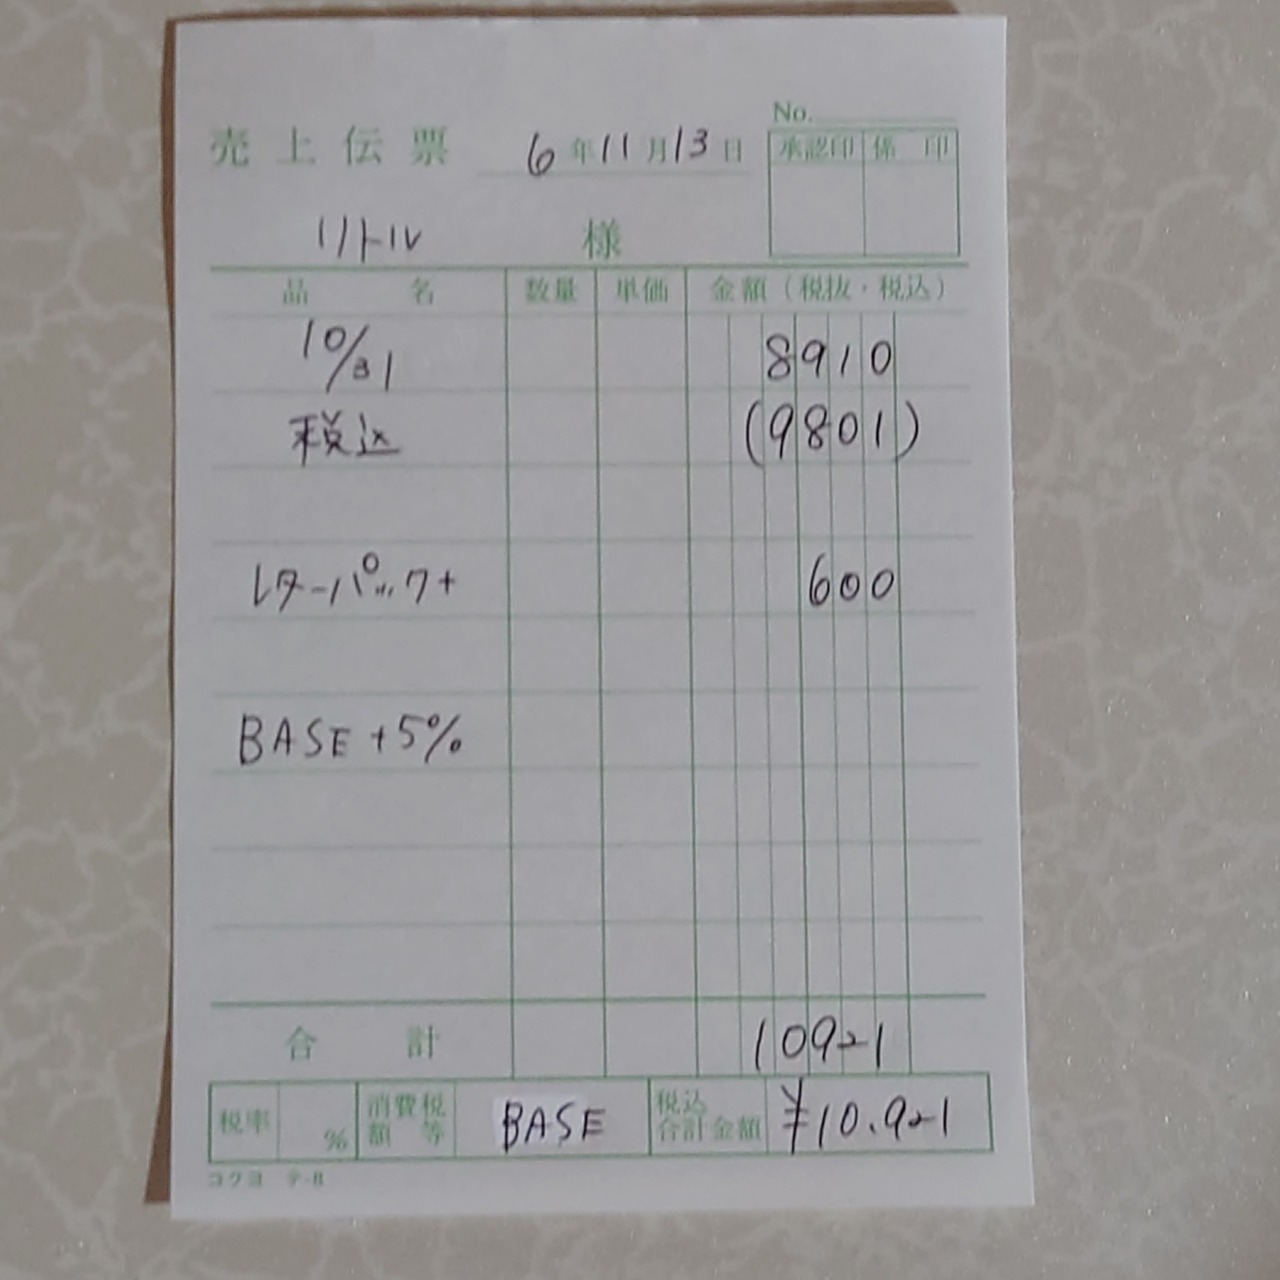 No.
売上伝票 6年11月13日 承認印 係印
リトル 様
品名 数量 単価 金額(税抜・税込)
10/31 8910
税込 (9801)
レターパック+ 600
BASE +5%
合計 10921
税率 % 消費税額等 BASE 税込合計金額 ¥10.921
コクヨ テ-8